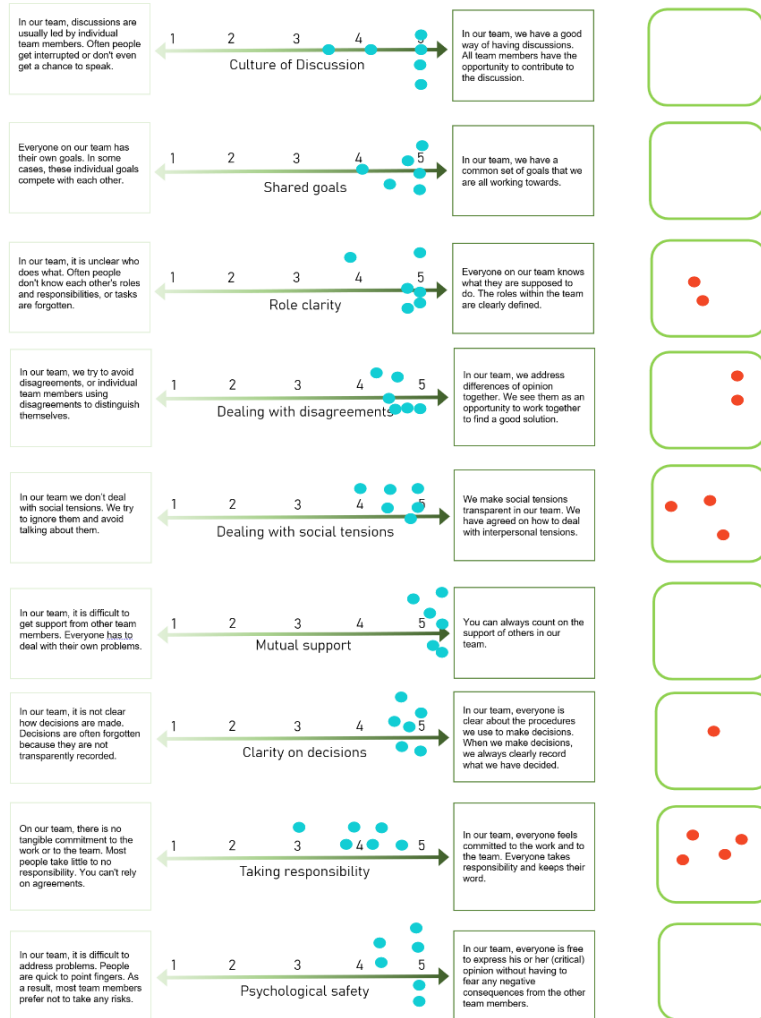 In our team, discussions are
usually led by individual
team members. Often people
get interrupted or don't even
get a chance to speak.
1 2 3 4 5
Culture of Discussion
In our team, we have a good
way of having discussions.
All team members have the
opportunity to contribute to
the discussion.
Everyone on our team has
their own goals. In some
cases, these individual goals
compete with each other.
1 2 3 4 5
Shared goals
In our team, we have a
common set of goals that we
are all working towards.
In our team, it is unclear who
does what. Often people
don't know each other's roles
and responsibilities, or tasks
are forgotten.
1 2 3 4 5
Role clarity
Everyone on our team knows
what they are supposed to
do. The roles within the team
are clearly defined.
In our team, we try to avoid
disagreements, or individual
team members using
disagreements to distinguish
themselves.
1 2 3 4 5
Dealing with disagreements
In our team, we address
differences of opinion
together. We see them as an
opportunity to work together
to find a good solution.
In our team we don't deal
with social tensions. We try
to ignore them and avoid
talking about them.
1 2 3 4 5
Dealing with social tensions
We make social tensions
transparent in our team. We
have agreed on how to deal
with interpersonal tensions.
In our team, it is difficult to
get support from other team
members. Everyone has to
deal with their own problems.
1 2 3 4 5
Mutual support
You can always count on the
support of others in our
team.
In our team, it is not clear
how decisions are made.
Decisions are often forgotten
because they are not
transparently recorded.
1 2 3 4 5
Clarity on decisions
In our team, everyone is
clear about the procedures
we use to make decisions.
When we make decisions,
we always clearly record
what we have decided.
On our team, there is no
tangible commitment to the
work or to the team. Most
people take little to no
responsibility. You can't rely
on agreements.
1 2 3 4 5
Taking responsibility
In our team, everyone feels
committed to the work and to
the team. Everyone takes
responsibility and keeps their
word.
In our team, it is difficult to
address problems. People
are quick to point fingers. As
a result, most team members
prefer not to take any risks.
1 2 3 4 5
Psychological safety
In our team, everyone is free
to express his or her (critical)
opinion without having to
fear any negative
consequences from the other
team members.